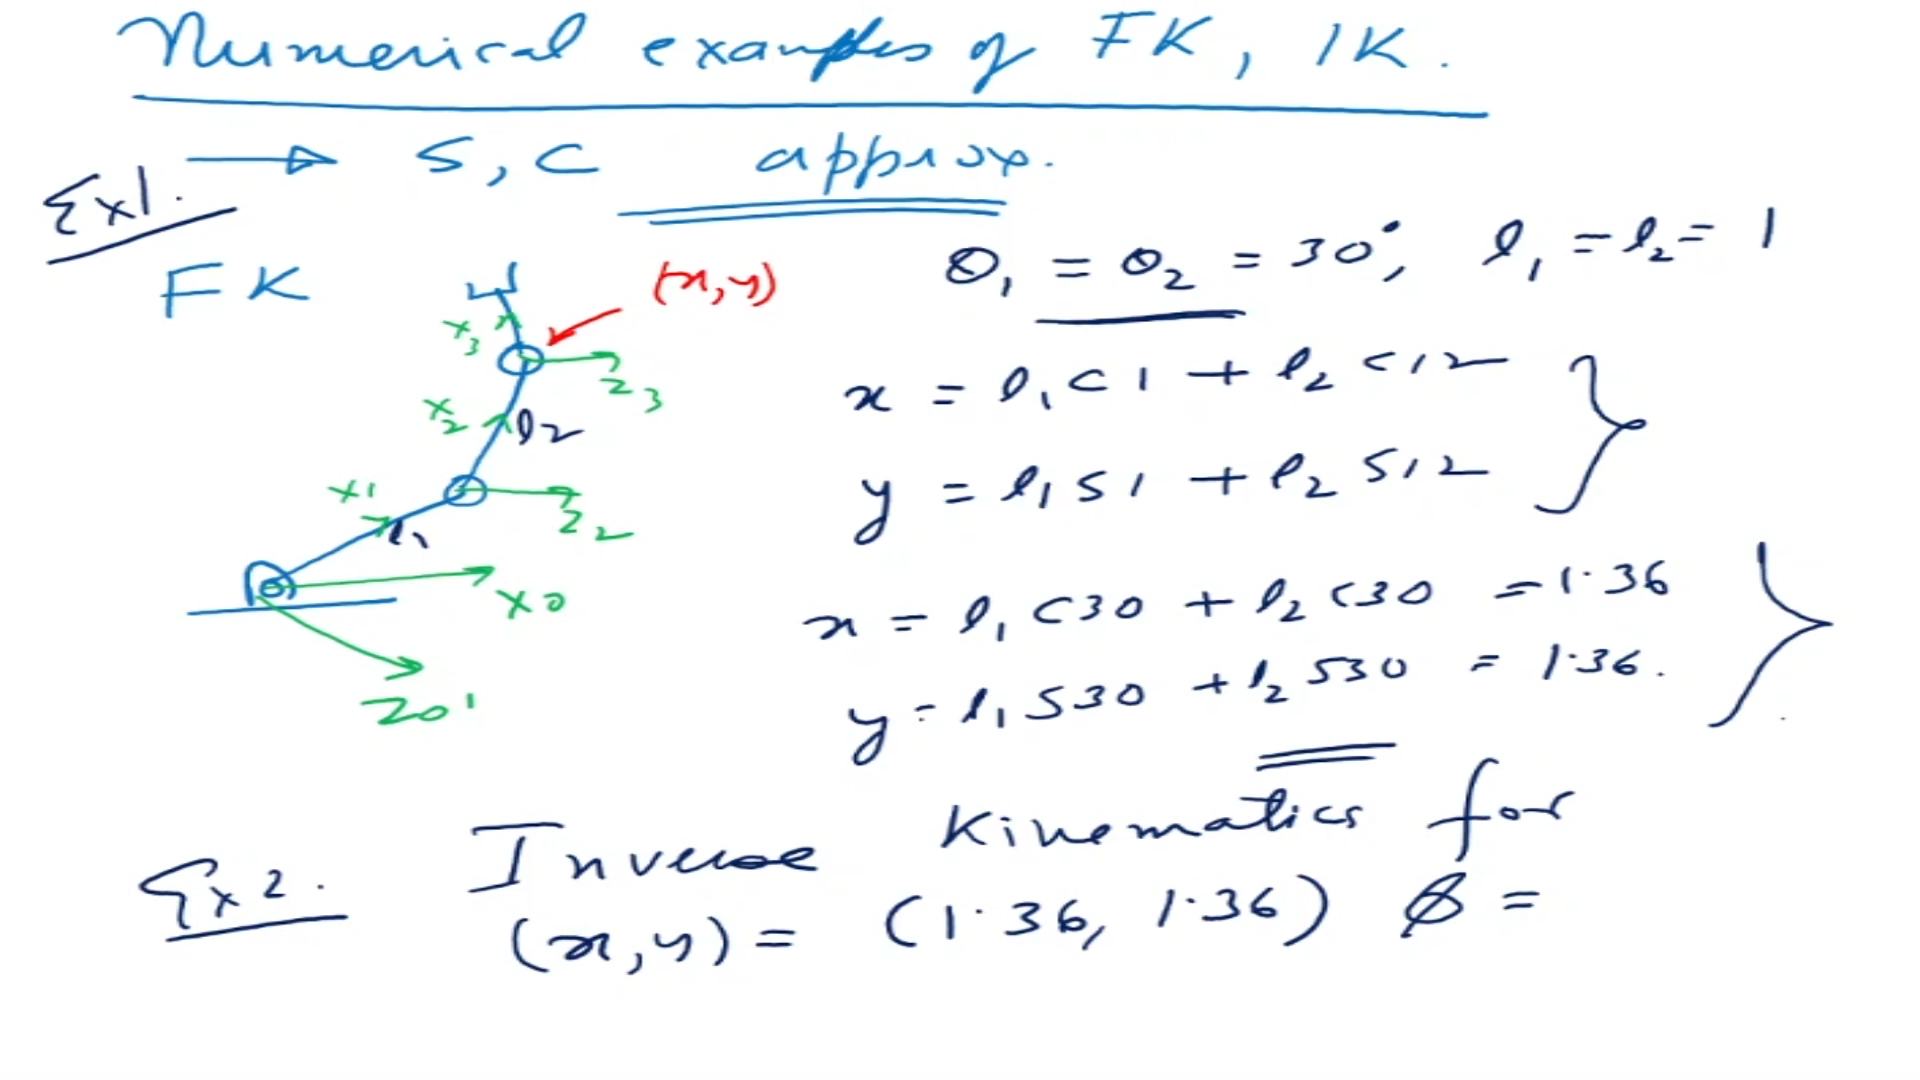 Numerical examples of FK, IK.
→ S, C approx.
Ex1.
θ₁ = θ₂ = 30°, l₁ = l₂ = 1
FK
(x,y)
x₃
z₃
x = l₁c1 + l₂c12
x₂
l₂
y = l₁s1 + l₂s12
x₁
z₂
l₁
x₀
x = l₁c30 + l₂c30 = 1.36
z₀₁
y = l₁s30 + l₂s30 = 1.36.
Ex2. Inverse Kinematics for
(x,y) = (1.36, 1.36) ϕ =